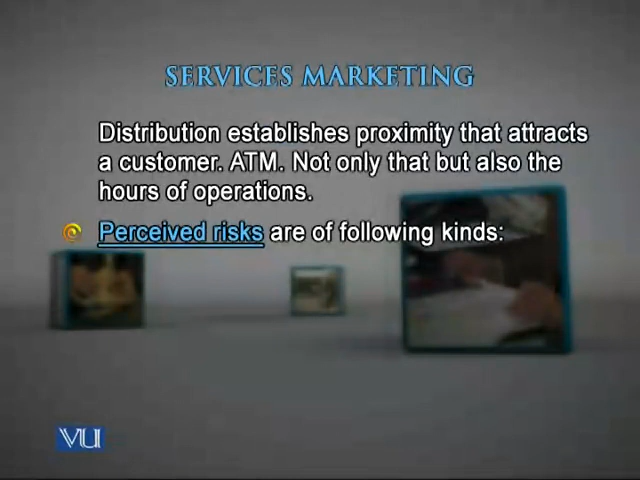 SERVICES MARKETING
Distribution establishes proximity that attracts
a customer. ATM. Not only that but also the
hours of operations.
Perceived risks are of following kinds:
VU